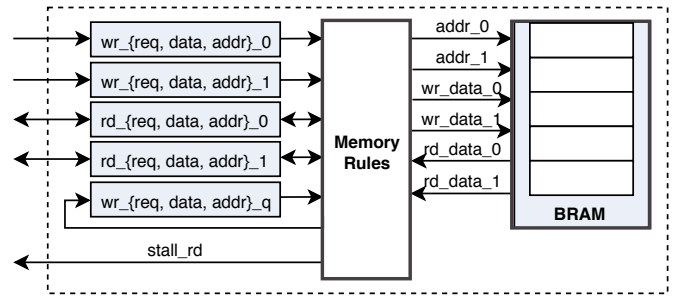 wr_{req, data, addr}_0
wr_{req, data, addr}_1
rd_{req, data, addr}_0
rd_{req, data, addr}_1
wr_{req, data, addr}_q
stall_rd
Memory
Rules
addr_0
addr_1
wr_data_0
wr_data_1
rd_data_0
rd_data_1
BRAM